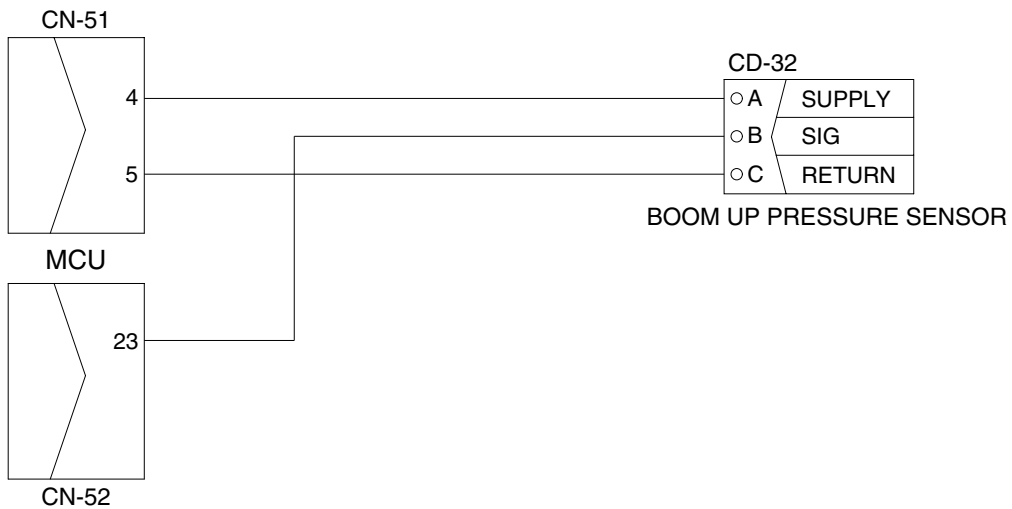 CN-51
4
5
MCU
23
CN-52
CD-32
A SUPPLY
B SIG
C RETURN
BOOM UP PRESSURE SENSOR